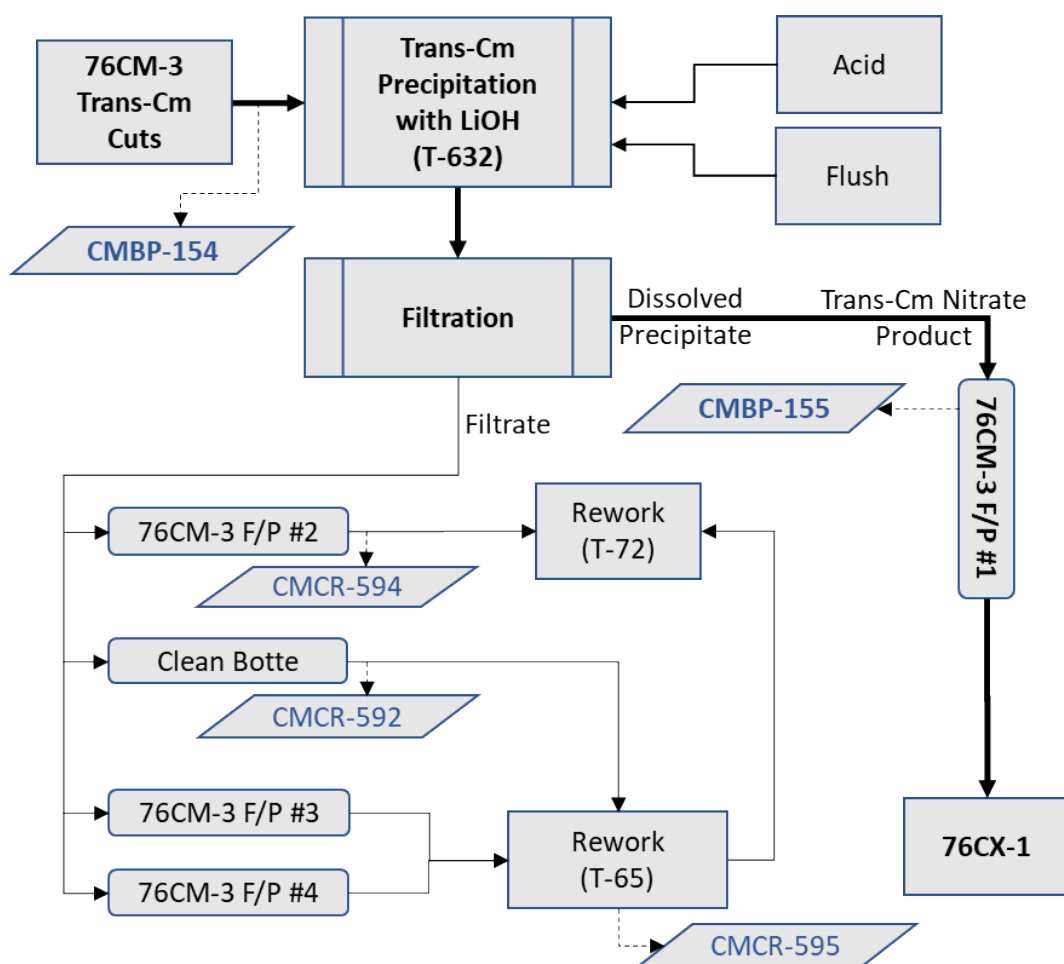 76CM-3
Trans-Cm
Cuts
Trans-Cm
Precipitation
with LiOH
(T-632)
Acid
Flush
CMBP-154
Filtration
Dissolved
Precipitate
Trans-Cm Nitrate
Product
CMBP-155
76CM-3 F/P #1
Filtrate
76CM-3 F/P #2
Rework
(T-72)
CMCR-594
Clean Botte
CMCR-592
76CM-3 F/P #3
76CM-3 F/P #4
Rework
(T-65)
76CX-1
CMCR-595